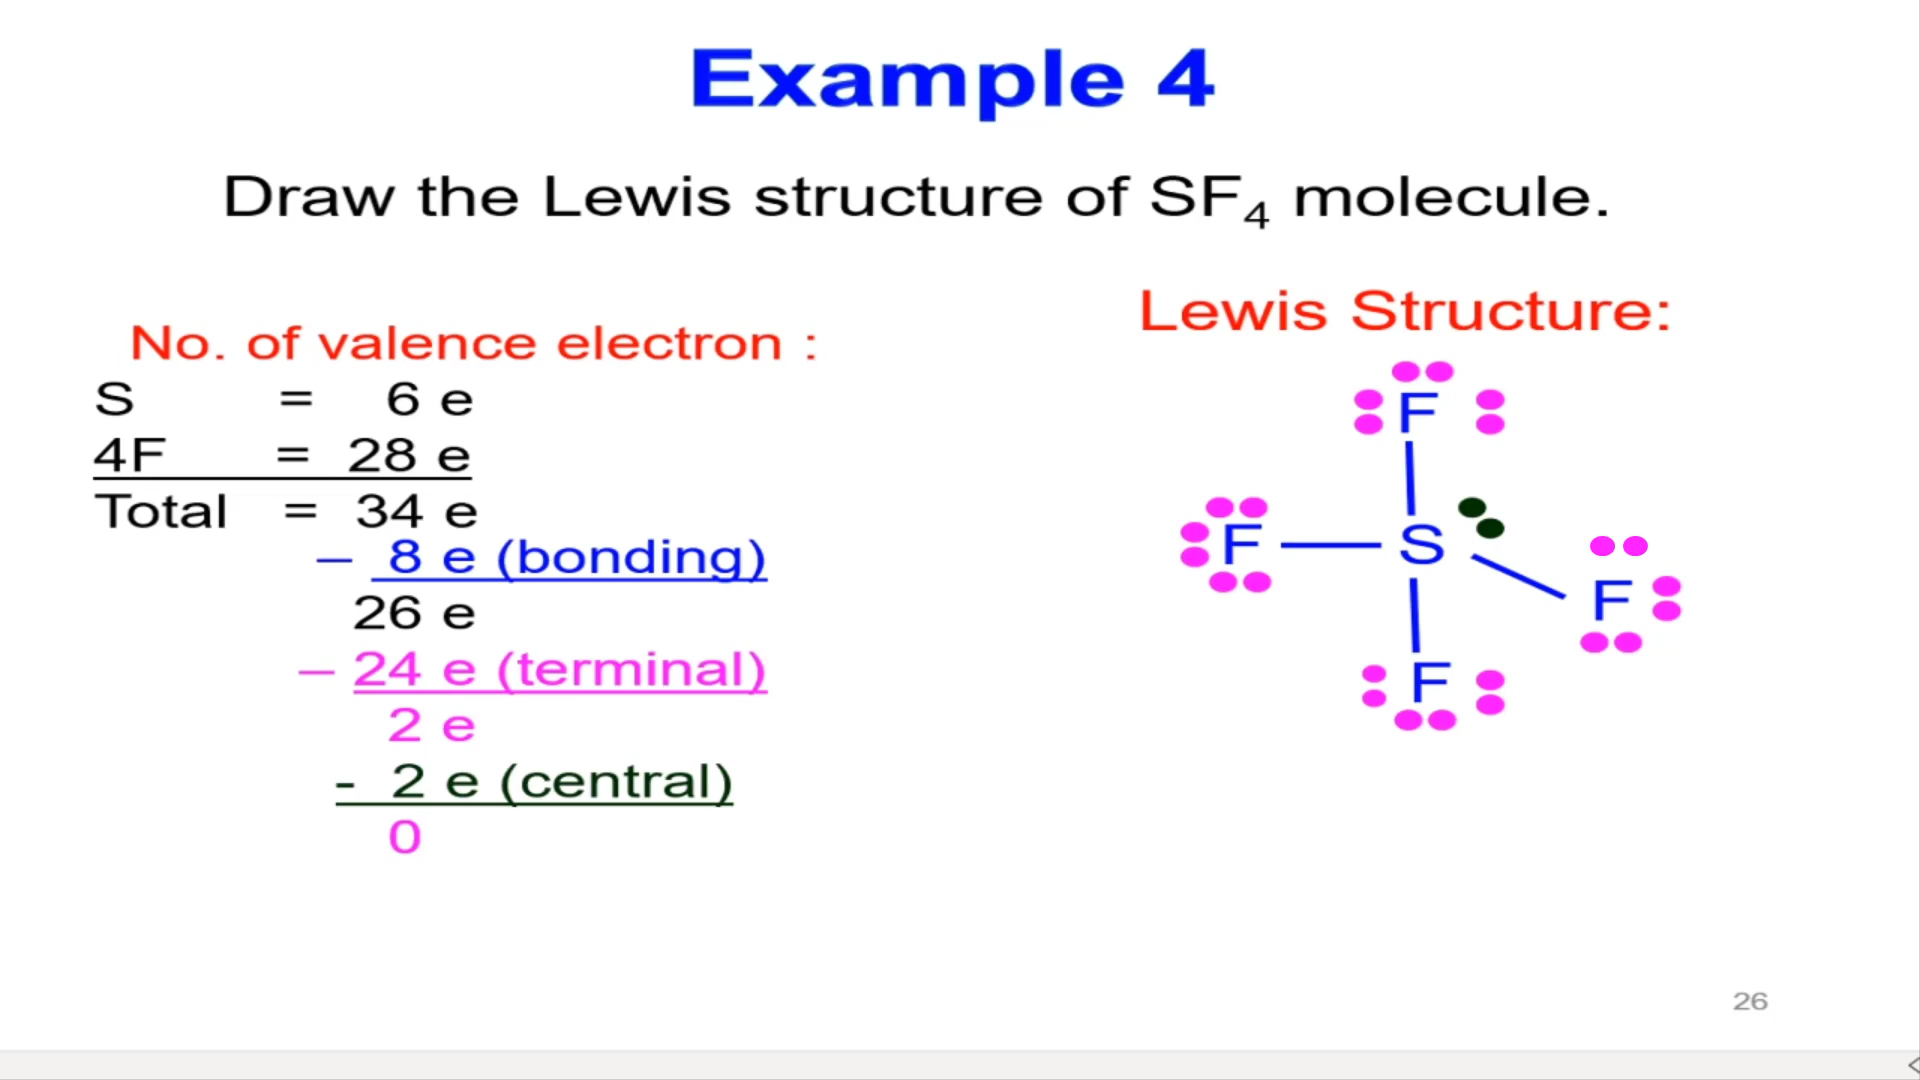 Example 4
Draw the Lewis structure of SF₄ molecule.
No. of valence electron :
S = 6 e
4F = 28 e
Total = 34 e
– 8 e (bonding)
26 e
– 24 e (terminal)
2 e
- 2 e (central)
0
Lewis Structure:
F
F S
F
F
26